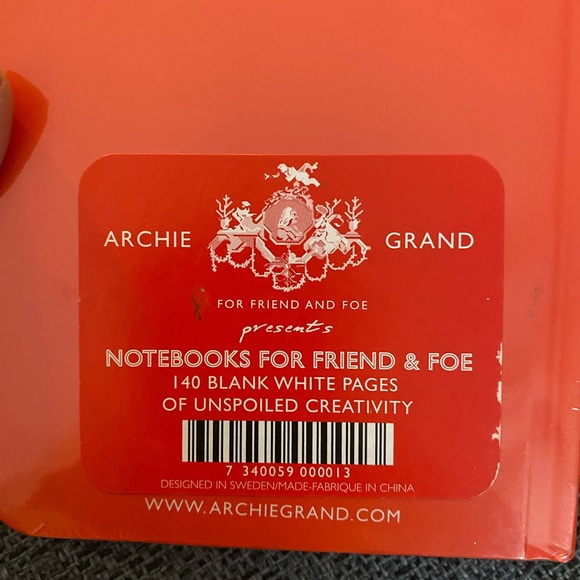 ARCHIE GRAND
FOR FRIEND AND FOE
presents
NOTEBOOKS FOR FRIEND & FOE
140 BLANK WHITE PAGES
OF UNSPOILED CREATIVITY
7 340059 000013
DESIGNED IN SWEDEN/MADE-FABRIQUE IN CHINA
WWW.ARCHIEGRAND.COM